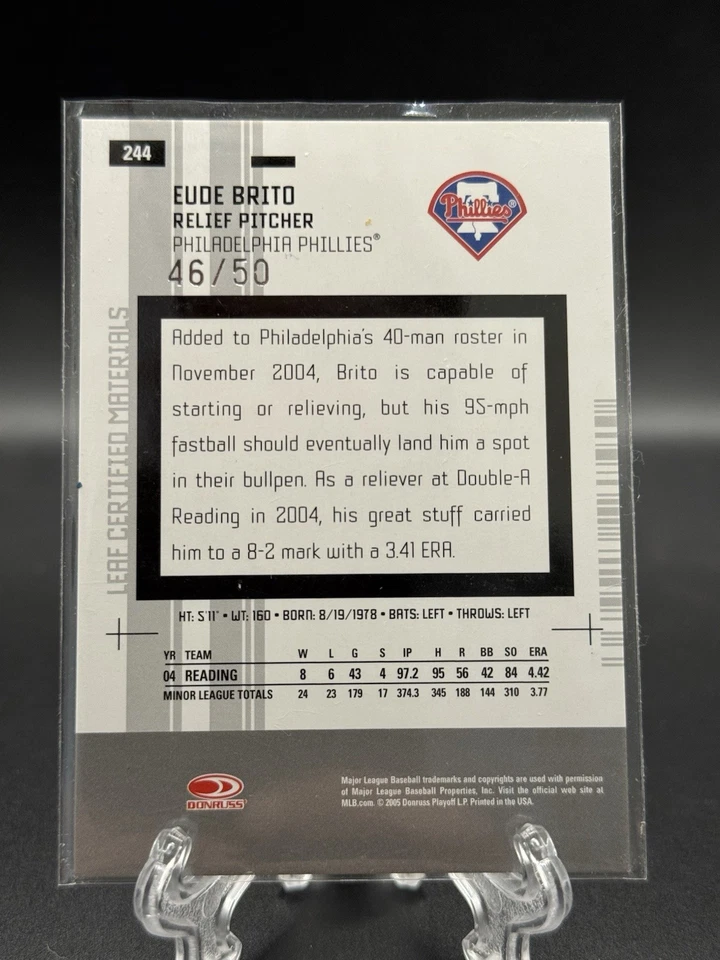 244
EUDE BRITO
RELIEF PITCHER
PHILADELPHIA PHILLIES®
46/50
Phillies®
LEAF CERTIFIED MATERIALS
Added to Philadelphia's 40-man roster in
November 2004, Brito is capable of
starting or relieving, but his 95-mph
fastball should eventually land him a spot
in their bullpen. As a reliever at Double-A
Reading in 2004, his great stuff carried
him to a 8-2 mark with a 3.41 ERA.
HT: 5'11" • WT: 160 • BORN: 8/19/1978 • BATS: LEFT • THROWS: LEFT
YR TEAM W L G S IP H R BB SO ERA
04 READING 8 6 43 4 97.2 95 56 42 84 4.42
MINOR LEAGUE TOTALS 24 23 179 17 374.3 345 188 144 310 3.77
DONRUSS®
Major League Baseball trademarks and copyrights are used with permission
of Major League Baseball Properties, Inc. Visit the official web site at
MLB.com. © 2005 Donruss Playoff L.P. Printed in the USA.